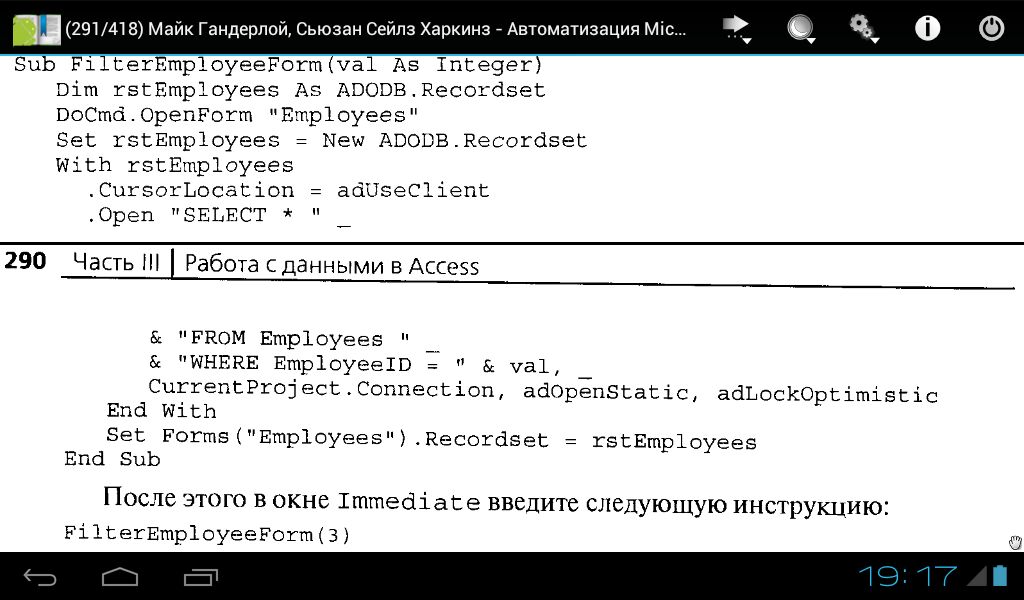 (291/418) Майк Гандерлой, Сьюзан Сейлз Харкинз - Автоматизация Mic...
Sub FilterEmployeeForm(val As Integer)
Dim rstEmployees As ADODB.Recordset
DoCmd.OpenForm "Employees"
Set rstEmployees = New ADODB.Recordset
With rstEmployees
.CursorLocation = adUseClient
.Open "SELECT * " _
290 Часть III | Работа с данными в Access
& "FROM Employees " _
& "WHERE EmployeeID = " & val, _
CurrentProject.Connection, adOpenStatic, adLockOptimistic
End With
Set Forms("Employees").Recordset = rstEmployees
End Sub
После этого в окне Immediate введите следующую инструкцию:
FilterEmployeeForm(3)
19:17